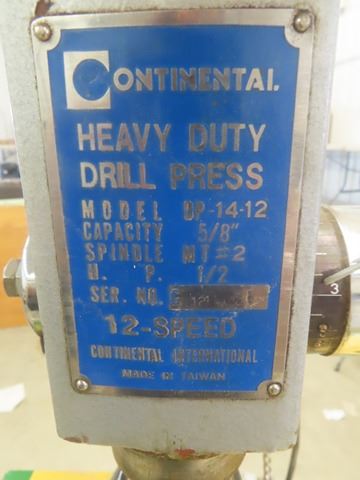 CONTINENTAL
HEAVY DUTY
DRILL PRESS
MODEL DP-14-12
CAPACITY 5/8"
SPINDLE MT#2
H. P. 1/2
SER. NO.
12-SPEED
CONTINENTAL INTERNATIONAL
MADE IN TAIWAN
3